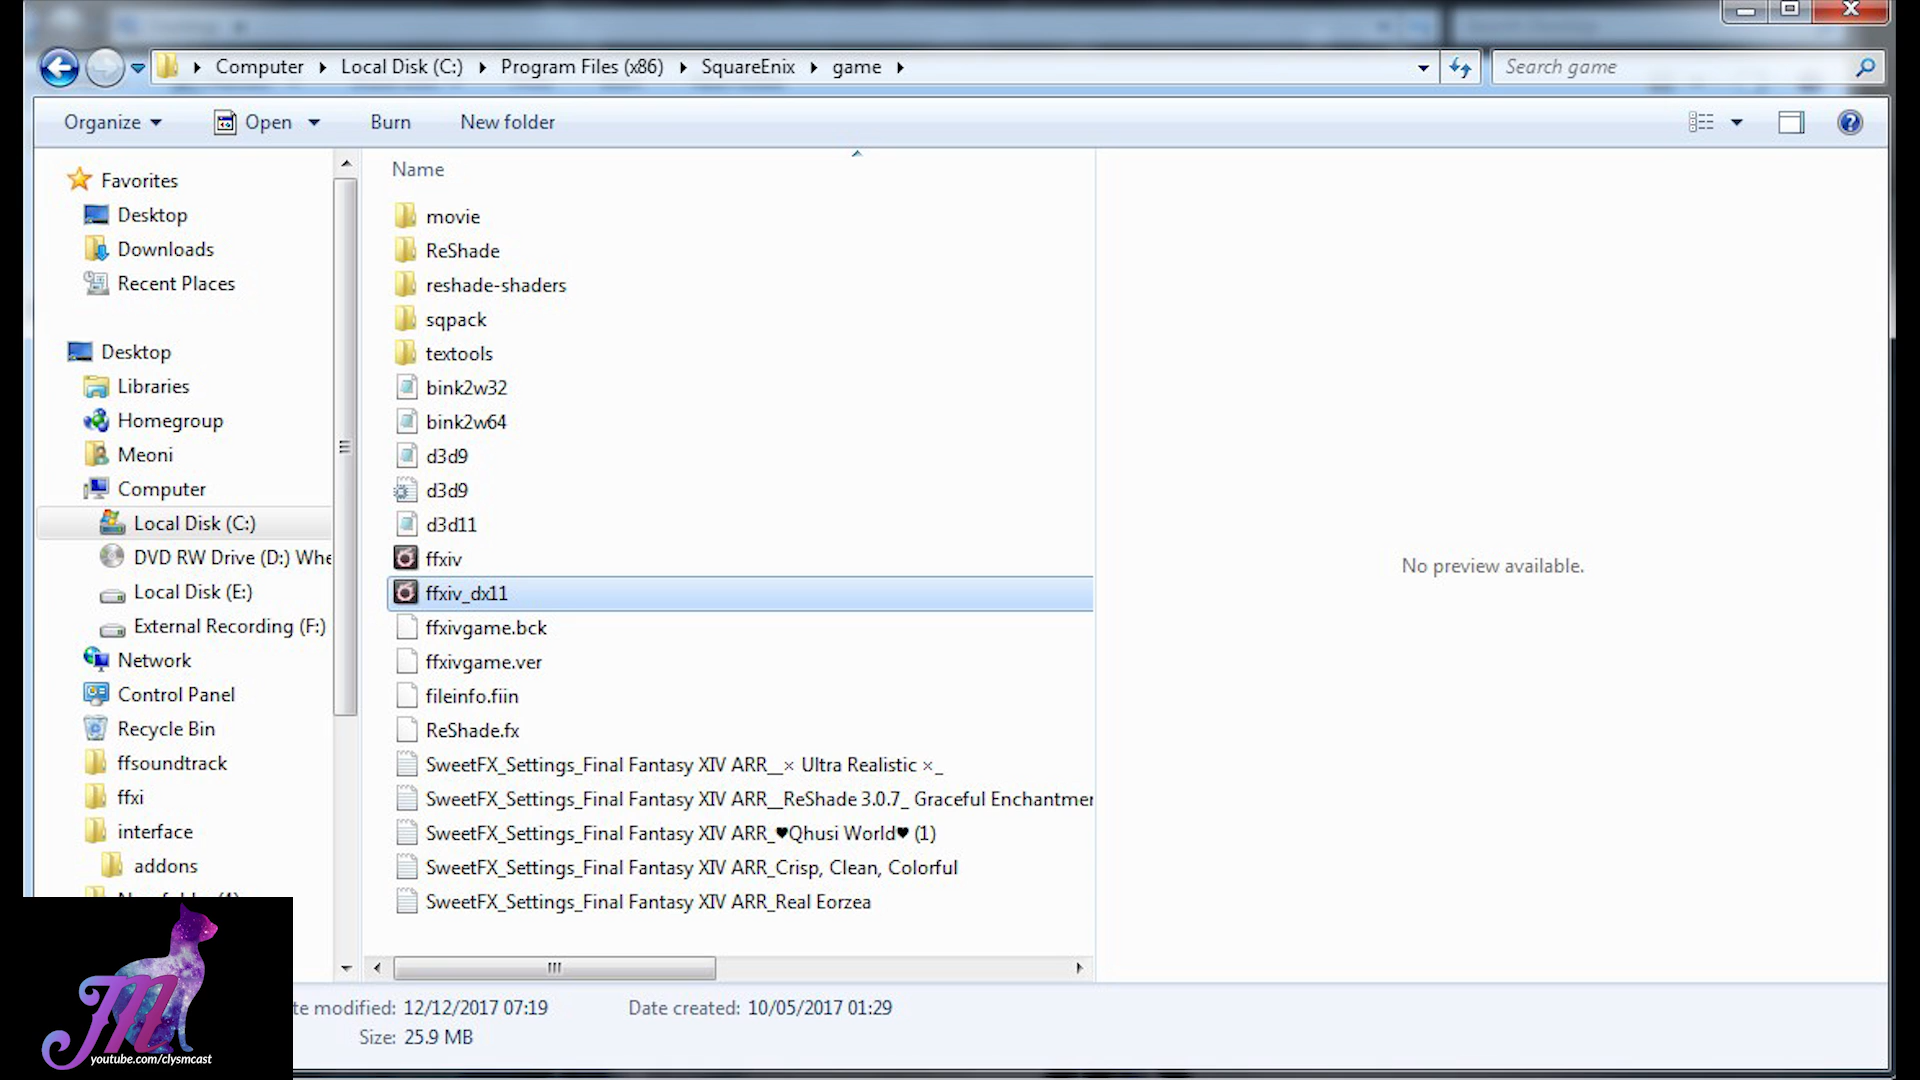 Computer Local Disk (C:) Program Files (x86) SquareEnix game
Search game
Organize Open Burn New folder
Favorites
Desktop
Downloads
Recent Places
Desktop
Libraries
Homegroup
Meoni
Computer
Local Disk (C:)
DVD RW Drive (D:) Whe
Local Disk (E:)
External Recording (F:)
Network
Control Panel
Recycle Bin
ffsoundtrack
ffxi
interface
addons
Name
movie
ReShade
reshade-shaders
sqpack
textools
bink2w32
bink2w64
d3d9
d3d9
d3d11
ffxiv
ffxiv_dx11
ffxivgame.bck
ffxivgame.ver
fileinfo.fiin
ReShade.fx
SweetFX_Settings_Final Fantasy XIV ARR__× Ultra Realistic ×_
SweetFX_Settings_Final Fantasy XIV ARR__ReShade 3.0.7_ Graceful Enchantmen
SweetFX_Settings_Final Fantasy XIV ARR_♥Qhusi World♥ (1)
SweetFX_Settings_Final Fantasy XIV ARR_Crisp, Clean, Colorful
SweetFX_Settings_Final Fantasy XIV ARR_Real Eorzea
No preview available.
te modified: 12/12/2017 07:19 Date created: 10/05/2017 01:29
Size: 25.9 MB
M
youtube.com/clysmcast